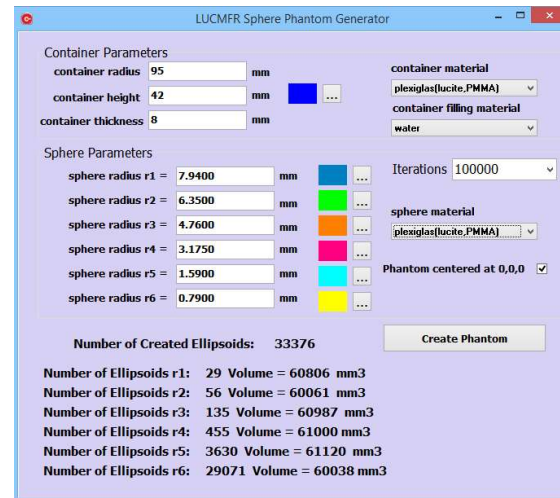 LUCMFR Sphere Phantom Generator
Container Parameters
container radius 95 mm
container height 42 mm ...
container thickness 8 mm
container material
plexiglas(lucite,PMMA)
container filling material
water
Sphere Parameters
sphere radius r1 = 7.9400 mm ...
sphere radius r2 = 6.3500 mm ...
sphere radius r3 = 4.7600 mm ...
sphere radius r4 = 3.1750 mm ...
sphere radius r5 = 1.5900 mm ...
sphere radius r6 = 0.7900 mm ...
Iterations 100000
sphere material
plexiglas(lucite,PMMA)
Phantom centered at 0,0,0
Number of Created Ellipsoids: 33376
Create Phantom
Number of Ellipsoids r1: 29 Volume = 60806 mm3
Number of Ellipsoids r2: 56 Volume = 60061 mm3
Number of Ellipsoids r3: 135 Volume = 60987 mm3
Number of Ellipsoids r4: 455 Volume = 61000 mm3
Number of Ellipsoids r5: 3630 Volume = 61120 mm3
Number of Ellipsoids r6: 29071 Volume = 60038 mm3